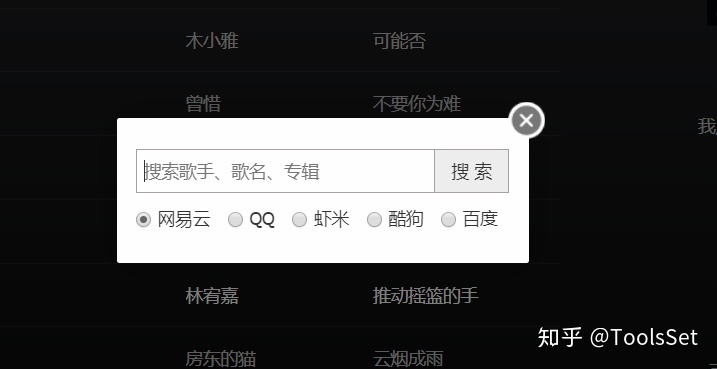 木小雅 可能否
曾惜 不要你为难
我
搜索歌手、歌名、专辑 搜 索
网易云 QQ 虾米 酷狗 百度
林宥嘉 推动摇篮的手
知乎 @ToolsSet
房东的猫 云烟成雨